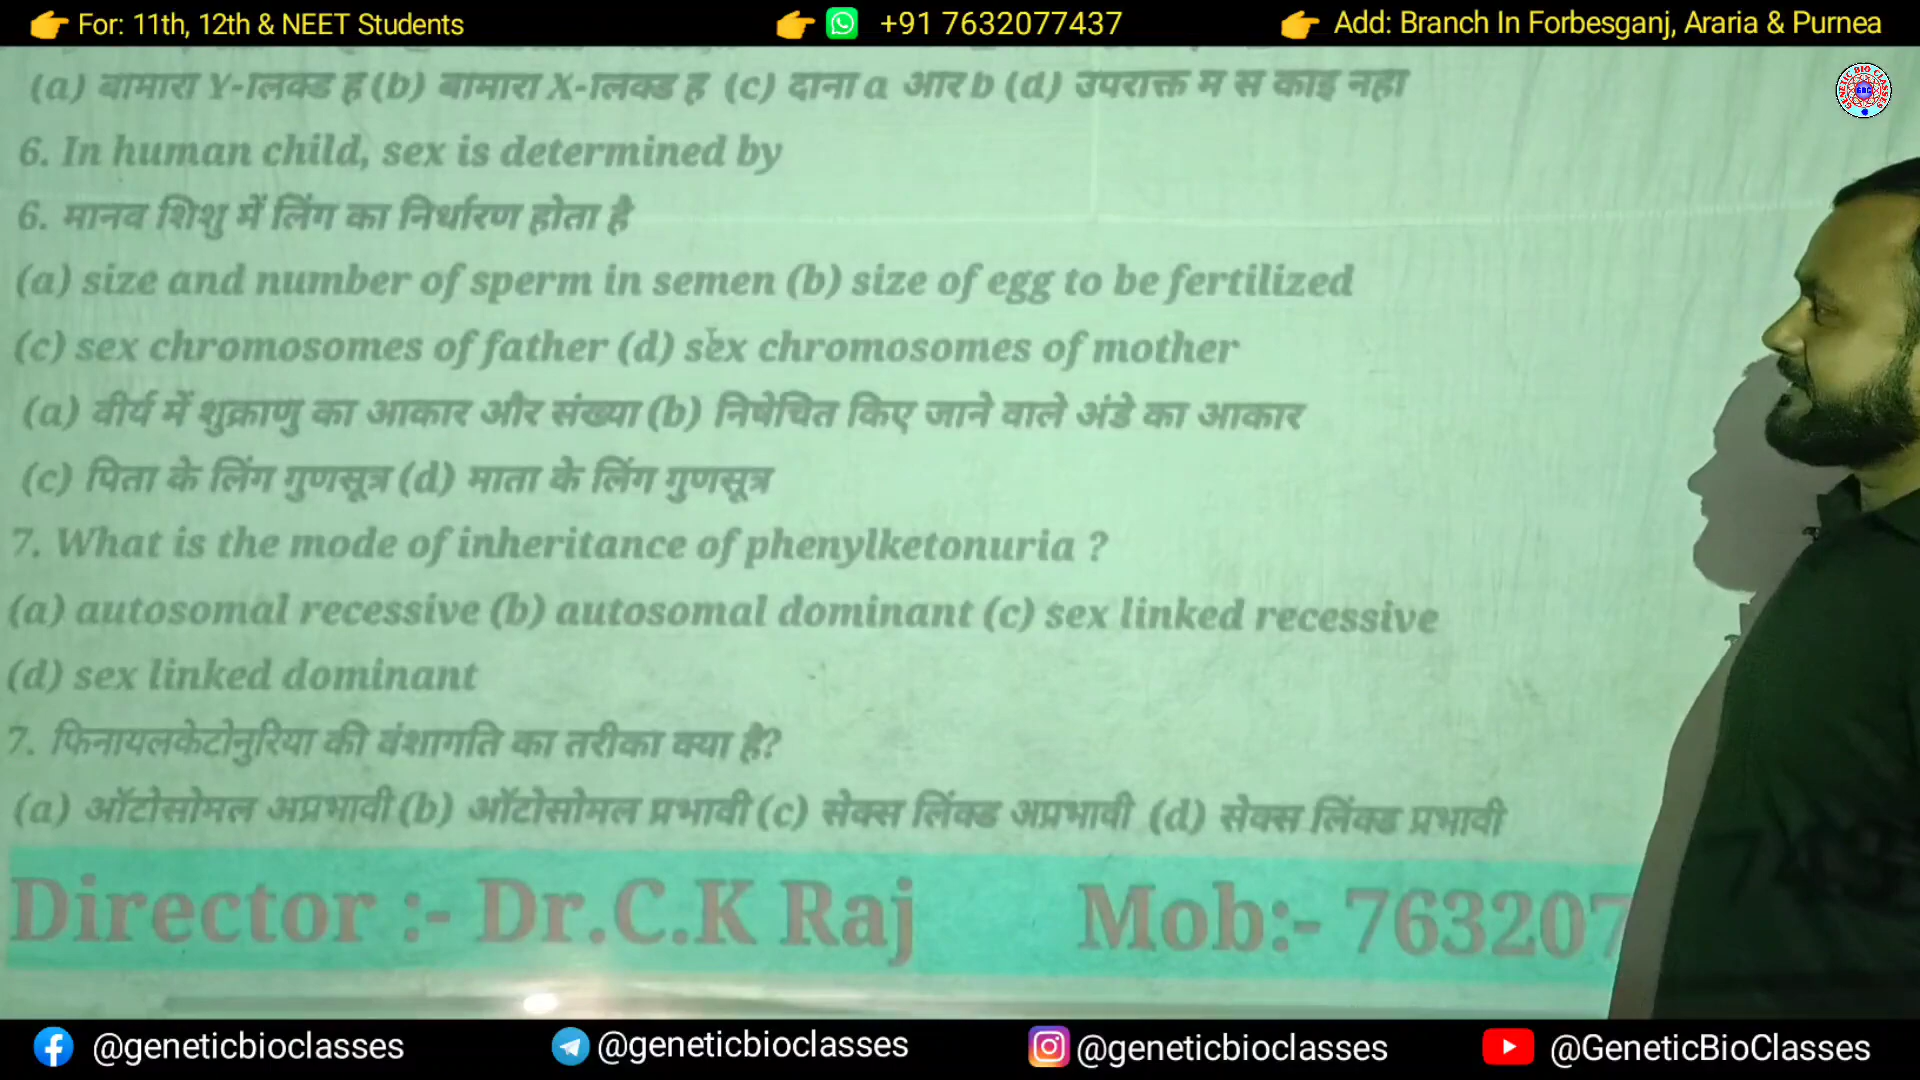 For: 11th, 12th & NEET Students
+91 7632077437
Add: Branch In Forbesganj, Araria & Purnea
(a) बीमारी Y-लिंक्ड है (b) बीमारी X-लिंक्ड है (c) दोनों a और b (d) उपरोक्त में से कोई नहीं
6. In human child, sex is determined by
6. मानव शिशु में लिंग का निर्धारण होता है
(a) size and number of sperm in semen (b) size of egg to be fertilized
(c) sex chromosomes of father (d) sex chromosomes of mother
(a) वीर्य में शुक्राणु का आकार और संख्या (b) निषेचित किए जाने वाले अंडे का आकार
(c) पिता के लिंग गुणसूत्र (d) माता के लिंग गुणसूत्र
7. What is the mode of inheritance of phenylketonuria ?
(a) autosomal recessive (b) autosomal dominant (c) sex linked recessive
(d) sex linked dominant
7. फिनायलकेटोनुरिया की वंशागति का तरीका क्या है?
(a) ऑटोसोमल अप्रभावी (b) ऑटोसोमल प्रभावी (c) सेक्स लिंक्ड अप्रभावी (d) सेक्स लिंक्ड प्रभावी
Director :- Dr.C.K Raj Mob:- 763207
@geneticbioclasses
@geneticbioclasses
@geneticbioclasses
@GeneticBioClasses